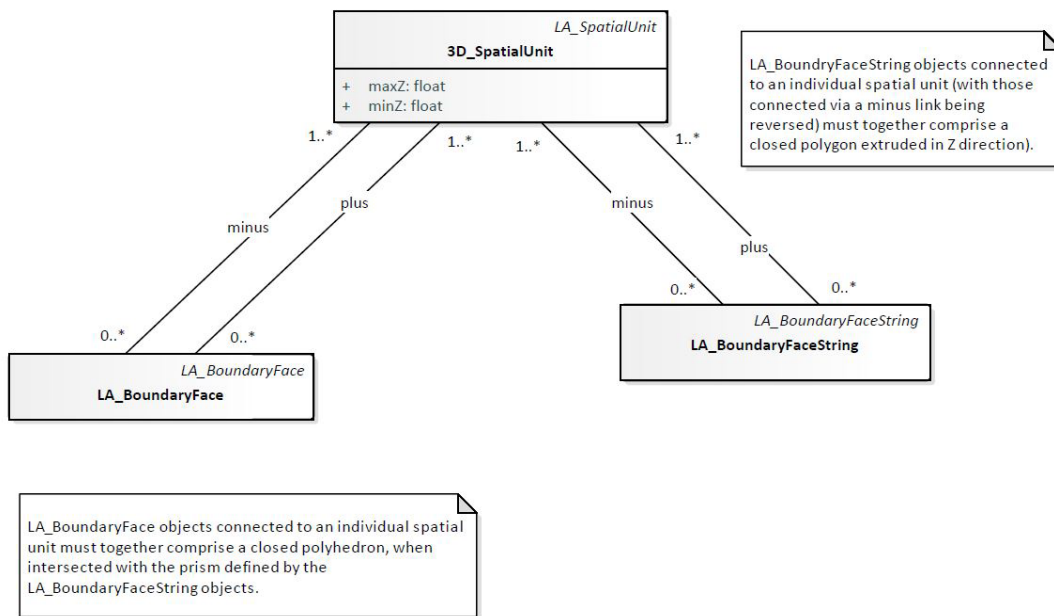 LA_SpatialUnit
3D_SpatialUnit
+ maxZ: float
+ minZ: float
LA_BoundryFaceString objects connected
to an individual spatial unit (with those
connected via a minus link being
reversed) must together comprise a
closed polygon extruded in Z direction).
1..*
1..*
1..*
1..*
minus
plus
minus
plus
0..*
0..*
0..*
0..*
LA_BoundaryFace
LA_BoundaryFace
LA_BoundaryFaceString
LA_BoundaryFaceString
LA_BoundaryFace objects connected to an individual spatial
unit must together comprise a closed polyhedron, when
intersected with the prism defined by the
LA_BoundaryFaceString objects.